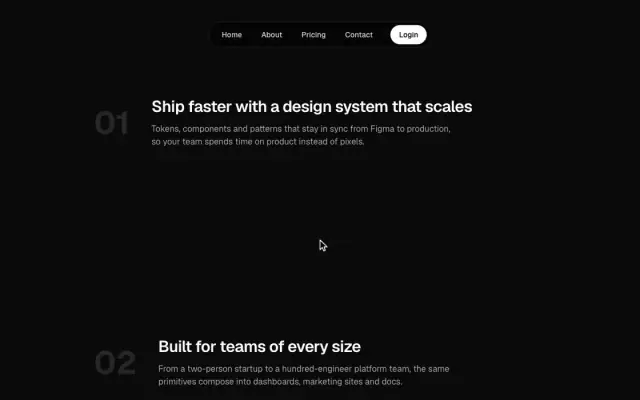 Home About Pricing Contact Login
01
Ship faster with a design system that scales
Tokens, components and patterns that stay in sync from Figma to production,
so your team spends time on product instead of pixels.
02
Built for teams of every size
From a two-person startup to a hundred-engineer platform team, the same
primitives compose into dashboards, marketing sites and docs.